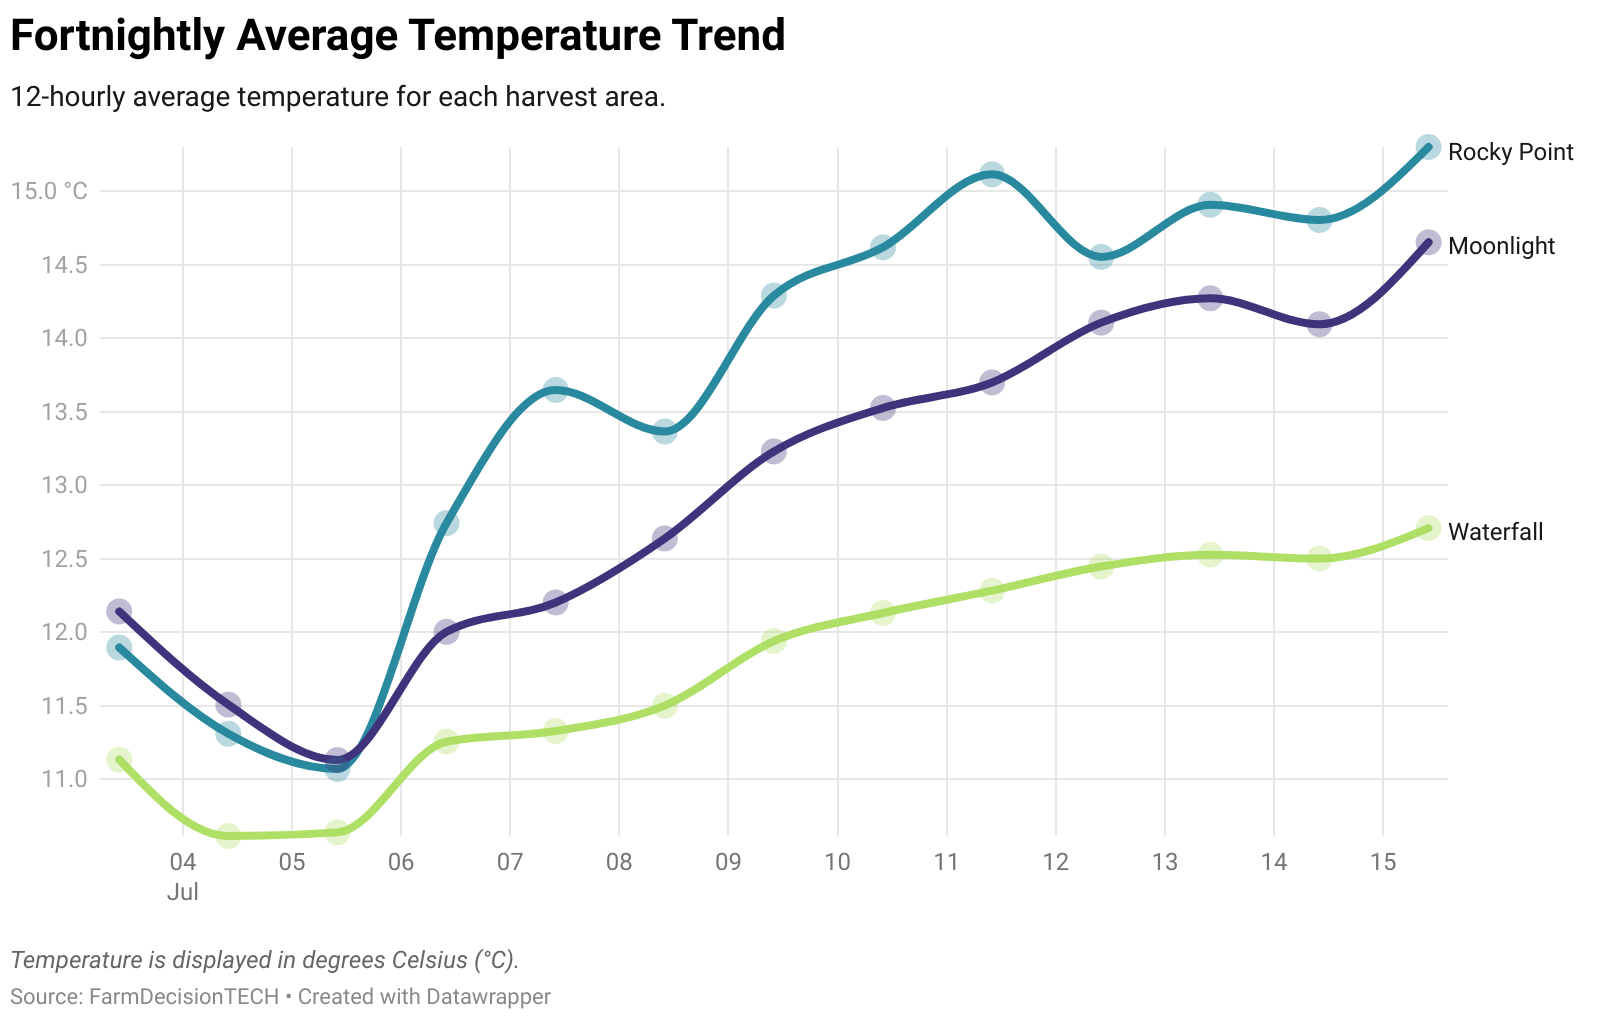 Fortnightly Average Temperature Trend
12-hourly average temperature for each harvest area.
Rocky Point
15.0 °C
Moonlight
14.5
14.0
13.5
13.0
Waterfall
12.5
12.0
11.5
11.0
04 05 06 07 08 09 10 11 12 13 14 15
Jul
Temperature is displayed in degrees Celsius (°C).
Source: FarmDecisionTECH • Created with Datawrapper